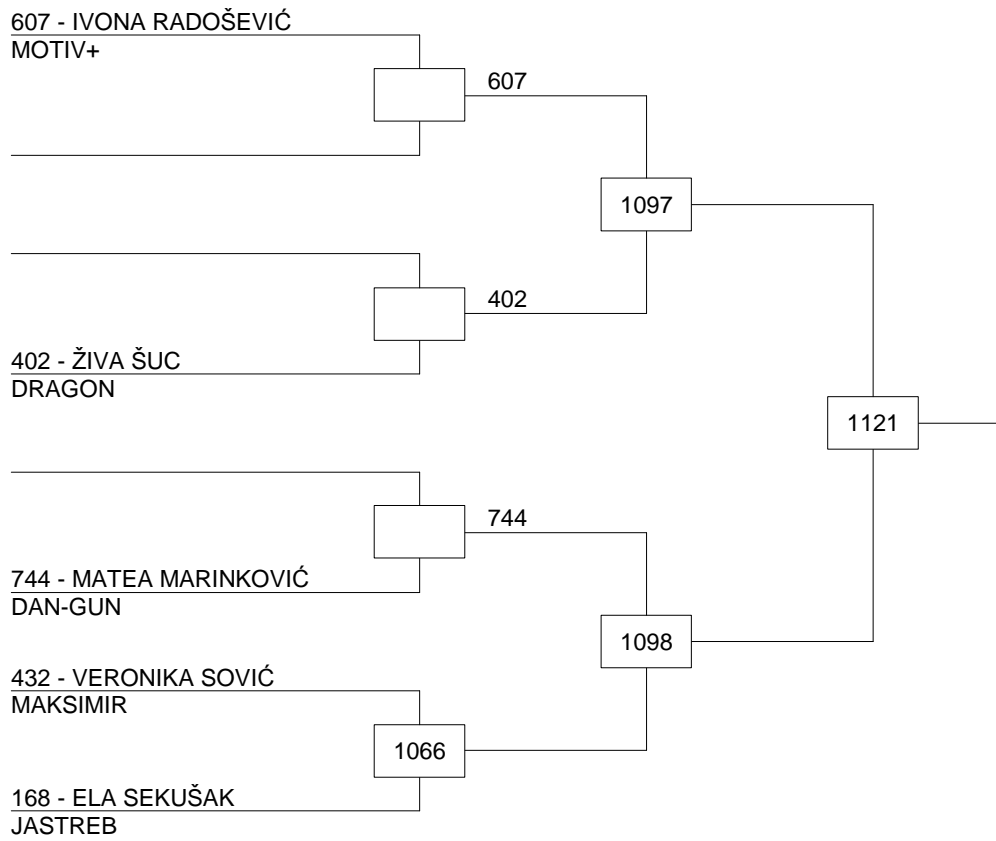 607 - IVONA RADOŠEVIĆ
MOTIV+
607
1097
402
402 - ŽIVA ŠUC
DRAGON
1121
744
744 - MATEA MARINKOVIĆ
DAN-GUN
1098
432 - VERONIKA SOVIĆ
MAKSIMIR
1066
168 - ELA SEKUŠAK
JASTREB